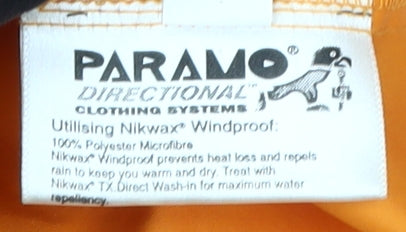 PARAMO®
DIRECTIONAL™
CLOTHING SYSTEMS
Utilising Nikwax® Windproof:
100% Polyester Microfibre
Nikwax® Windproof prevents heat loss and repels
rain to keep you warm and dry. Treat with
Nikwax® TX.Direct Wash-in for maximum water
repellency.